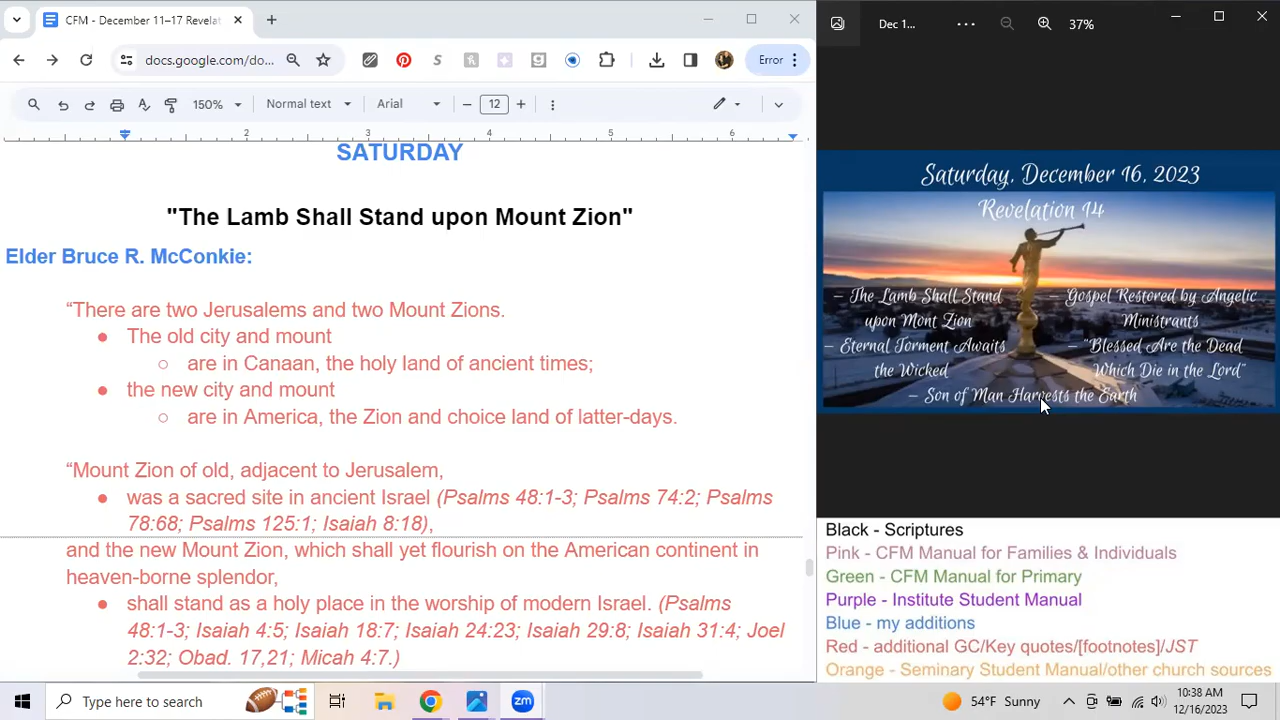 CFM - December 11–17 Revelat
docs.google.com/do...
Error
150%
Normal text
Arial
12
2
3
4
5
6
SATURDAY
"The Lamb Shall Stand upon Mount Zion"
Elder Bruce R. McConkie:
“There are two Jerusalems and two Mount Zions.
● The old city and mount
○ are in Canaan, the holy land of ancient times;
● the new city and mount
○ are in America, the Zion and choice land of latter-days.
“Mount Zion of old, adjacent to Jerusalem,
● was a sacred site in ancient Israel (Psalms 48:1-3; Psalms 74:2; Psalms
78:68; Psalms 125:1; Isaiah 8:18),
and the new Mount Zion, which shall yet flourish on the American continent in
heaven-borne splendor,
● shall stand as a holy place in the worship of modern Israel. (Psalms
48:1-3; Isaiah 4:5; Isaiah 18:7; Isaiah 24:23; Isaiah 29:8; Isaiah 31:4; Joel
2:32; Obad. 17,21; Micah 4:7.)
Dec 1...
37%
Saturday, December 16, 2023
Revelation 14
– The Lamb Shall Stand
upon Mont Zion
– Eternal Torment Awaits
the Wicked
– Gospel Restored by Angelic
Ministrants
– "Blessed Are the Dead
Which Die in the Lord"
– Son of Man Harvests the Earth
Black - Scriptures
Pink - CFM Manual for Families & Individuals
Green - CFM Manual for Primary
Purple - Institute Student Manual
Blue - my additions
Red - additional GC/Key quotes/[footnotes]/JST
Orange - Seminary Student Manual/other church sources
Type here to search
zm
54°F Sunny
10:38 AM
12/16/2023